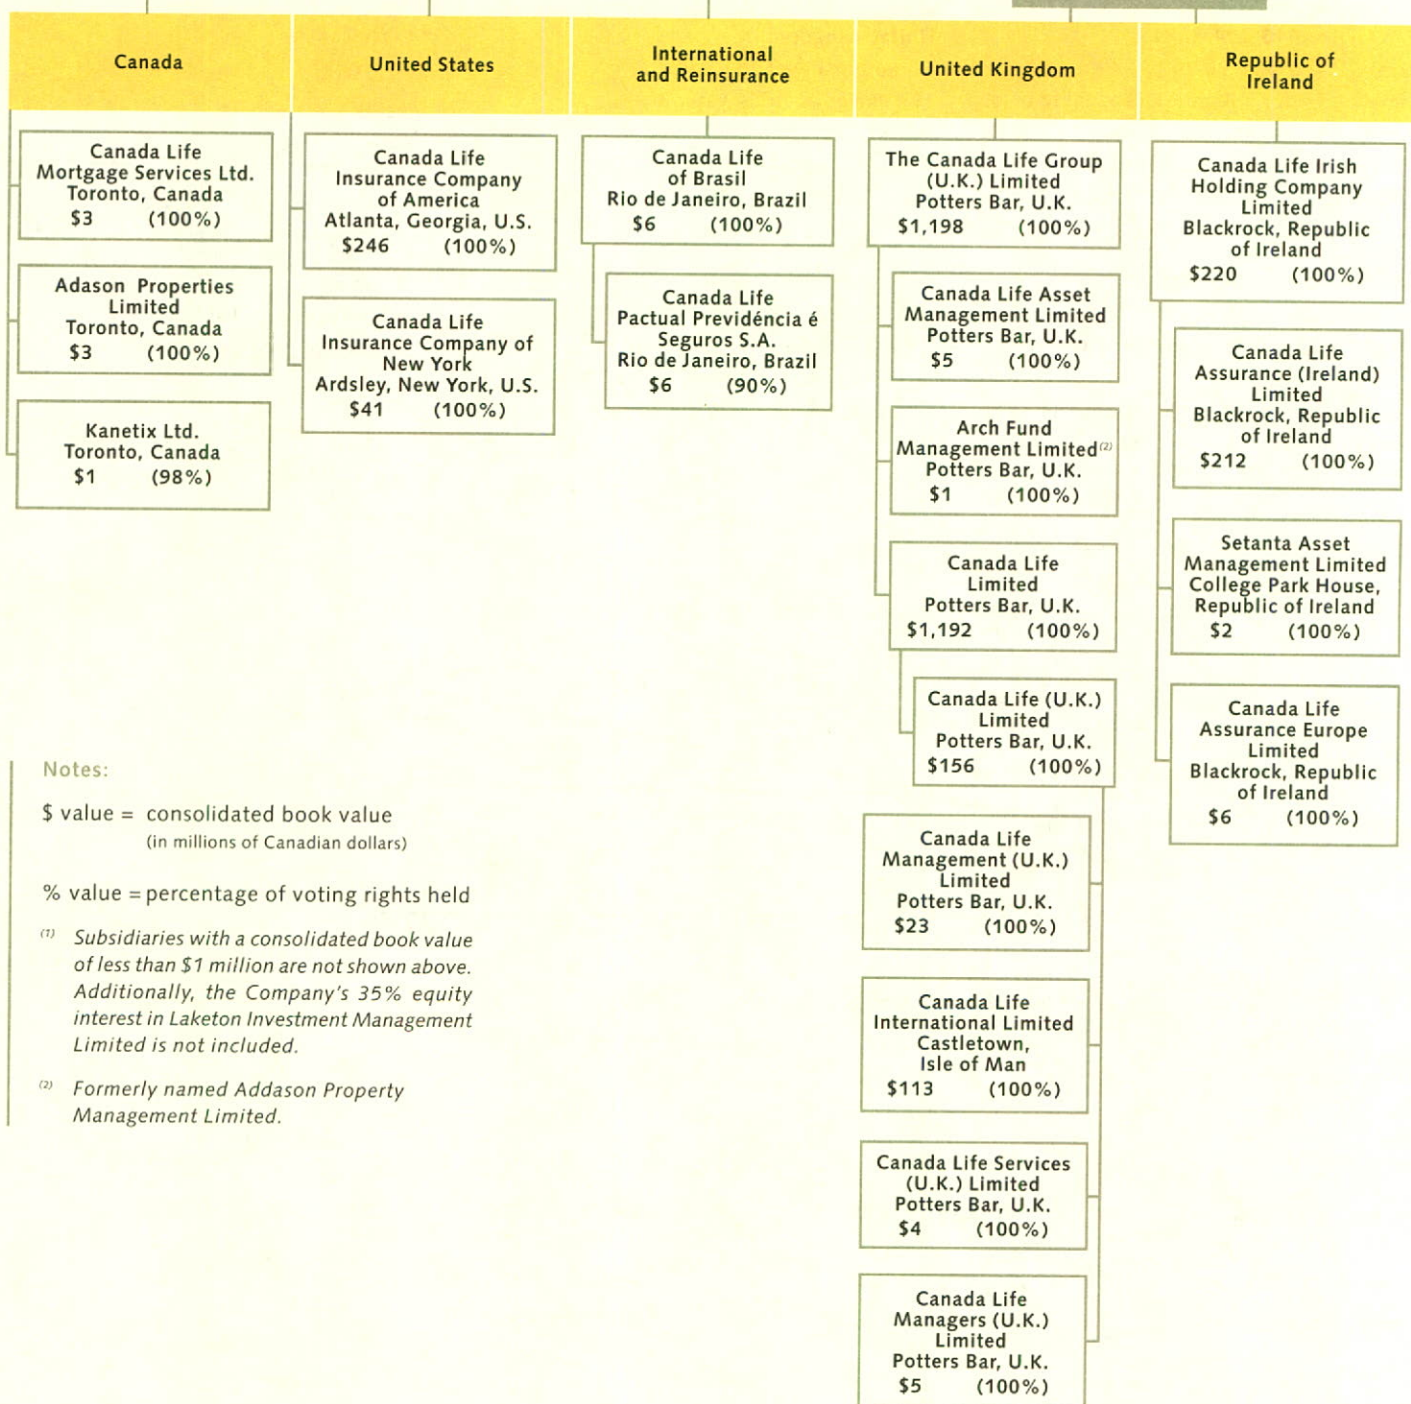 Canada
United States
International
and Reinsurance
United Kingdom
Republic of
Ireland
Canada Life
Mortgage Services Ltd.
Toronto, Canada
$3 (100%)
Adason Properties
Limited
Toronto, Canada
$3 (100%)
Kanetix Ltd.
Toronto, Canada
$1 (98%)
Canada Life
Insurance Company
of America
Atlanta, Georgia, U.S.
$246 (100%)
Canada Life
Insurance Company of
New York
Ardsley, New York, U.S.
$41 (100%)
Canada Life
of Brasil
Rio de Janeiro, Brazil
$6 (100%)
Canada Life
Pactual Previdéncia é
Seguros S.A.
Rio de Janeiro, Brazil
$6 (90%)
The Canada Life Group
(U.K.) Limited
Potters Bar, U.K.
$1,198 (100%)
Canada Life Asset
Management Limited
Potters Bar, U.K.
$5 (100%)
Arch Fund
Management Limited(2)
Potters Bar, U.K.
$1 (100%)
Canada Life
Limited
Potters Bar, U.K.
$1,192 (100%)
Canada Life (U.K.)
Limited
Potters Bar, U.K.
$156 (100%)
Canada Life
Management (U.K.)
Limited
Potters Bar, U.K.
$23 (100%)
Canada Life
International Limited
Castletown,
Isle of Man
$113 (100%)
Canada Life Services
(U.K.) Limited
Potters Bar, U.K.
$4 (100%)
Canada Life
Managers (U.K.)
Limited
Potters Bar, U.K.
$5 (100%)
Canada Life Irish
Holding Company
Limited
Blackrock, Republic
of Ireland
$220 (100%)
Canada Life
Assurance (Ireland)
Limited
Blackrock, Republic
of Ireland
$212 (100%)
Setanta Asset
Management Limited
College Park House,
Republic of Ireland
$2 (100%)
Canada Life
Assurance Europe
Limited
Blackrock, Republic
of Ireland
$6 (100%)
Notes:
$ value = consolidated book value
(in millions of Canadian dollars)
% value = percentage of voting rights held
(1) Subsidiaries with a consolidated book value
of less than $1 million are not shown above.
Additionally, the Company's 35% equity
interest in Laketon Investment Management
Limited is not included.
(2) Formerly named Addason Property
Management Limited.